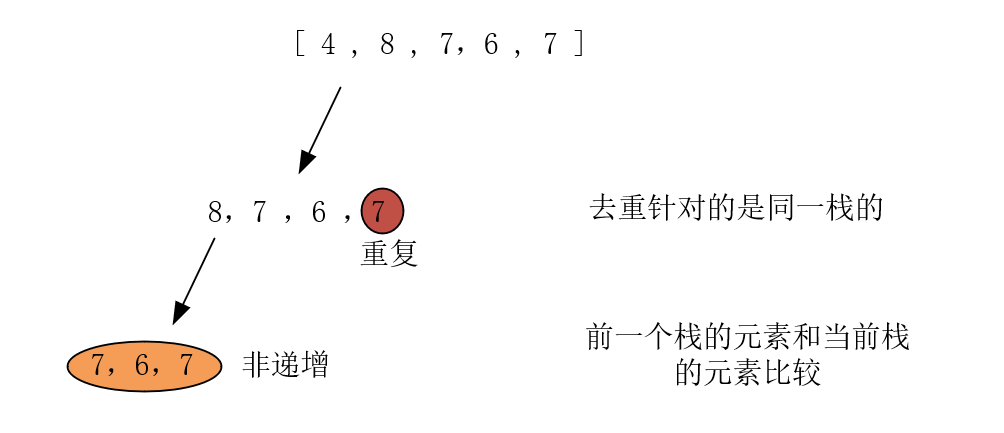 [ 4 , 8 , 7, 6 , 7 ]
8, 7 , 6 , 7
去重针对的是同一栈的
重复
前一个栈的元素和当前栈
的元素比较
7, 6, 7 非递增